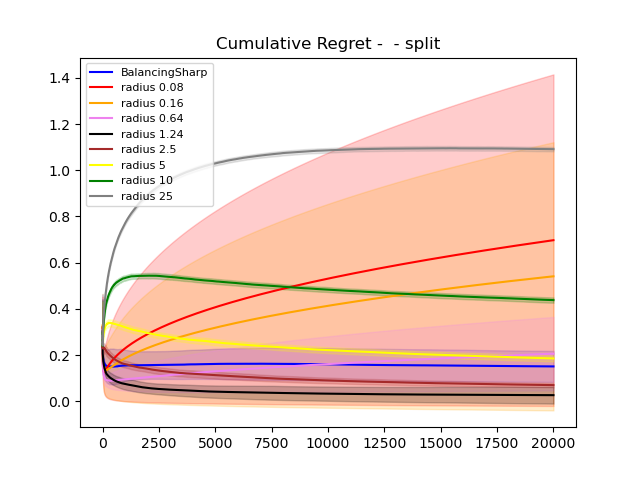 Cumulative Regret -  - split
BalancingSharp
radius 0.08
radius 0.16
radius 0.64
radius 1.24
radius 2.5
radius 5
radius 10
radius 25
1.4
1.2
1.0
0.8
0.6
0.4
0.2
0.0
0 2500 5000 7500 10000 12500 15000 17500 20000